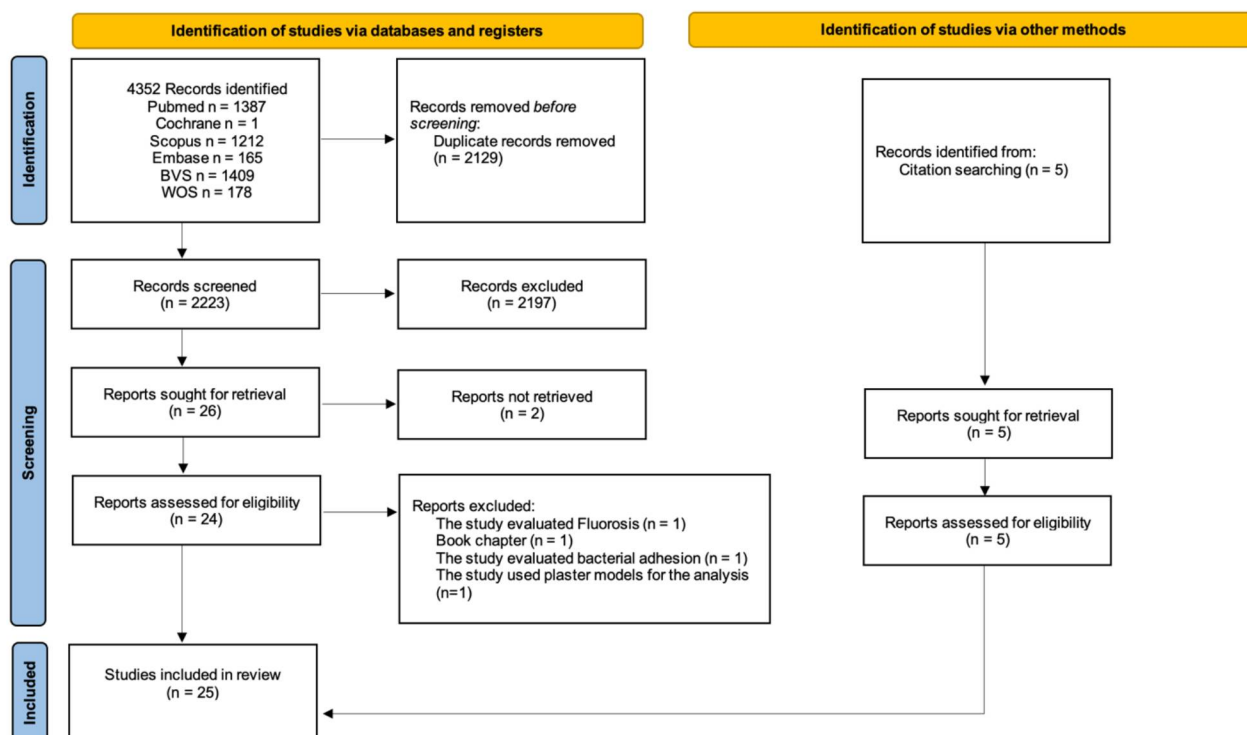 Identification of studies via databases and registers
Identification of studies via other methods
Identification
4352 Records identified
Pubmed n = 1387
Cochrane n = 1
Scopus n = 1212
Embase n = 165
BVS n = 1409
WOS n = 178
Records removed before
screening:
Duplicate records removed
(n = 2129)
Records identified from:
Citation searching (n = 5)
Screening
Records screened
(n = 2223)
Records excluded
(n = 2197)
Reports sought for retrieval
(n = 26)
Reports not retrieved
(n = 2)
Reports sought for retrieval
(n = 5)
Reports assessed for eligibility
(n = 24)
Reports excluded:
The study evaluated Fluorosis (n = 1)
Book chapter (n = 1)
The study evaluated bacterial adhesion (n = 1)
The study used plaster models for the analysis
(n=1)
Reports assessed for eligibility
(n = 5)
Included
Studies included in review
(n = 25)